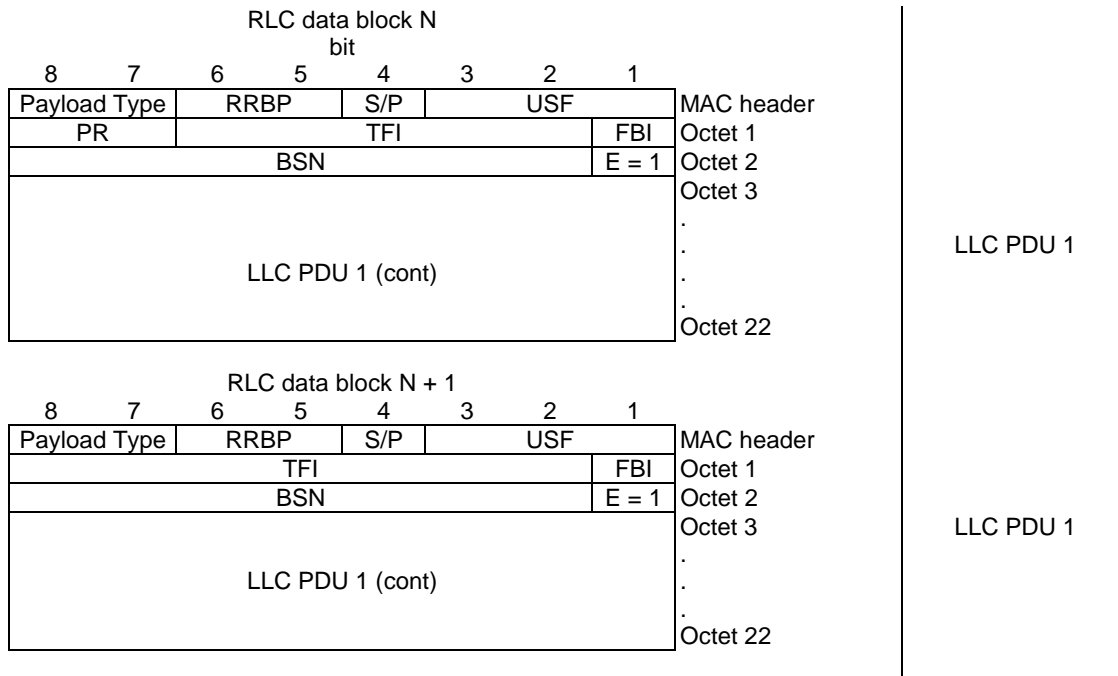 RLC data block N
bit
8 7 6 5 4 3 2 1
Payload Type RRBP S/P USF MAC header
PR TFI FBI Octet 1
BSN E = 1 Octet 2
Octet 3
.
.
LLC PDU 1
LLC PDU 1 (cont)
.
.
Octet 22
RLC data block N + 1
8 7 6 5 4 3 2 1
Payload Type RRBP S/P USF MAC header
TFI FBI Octet 1
BSN E = 1 Octet 2
Octet 3 LLC PDU 1
.
LLC PDU 1 (cont)
.
.
Octet 22